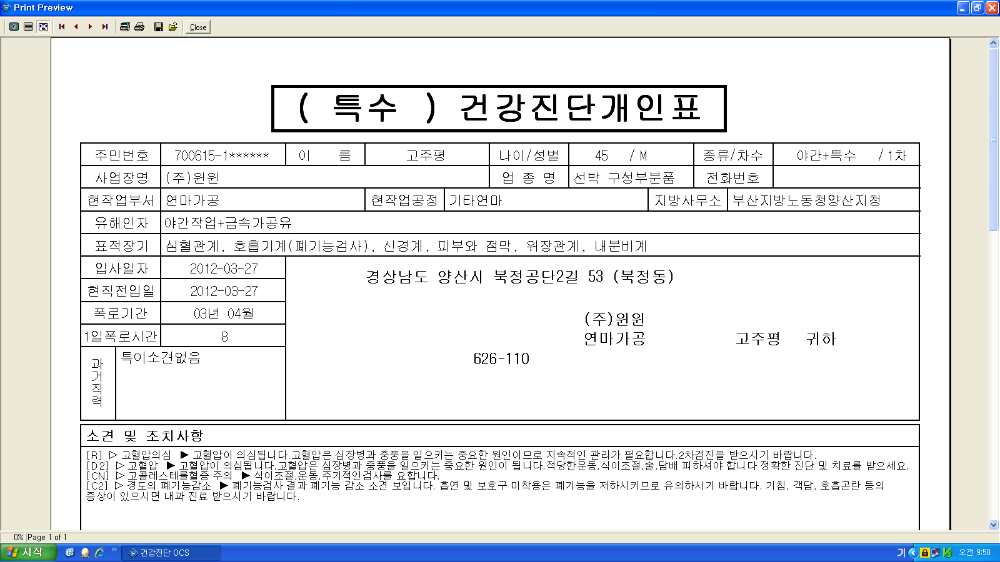 Print Preview
Close
( 특수 ) 건강진단개인표
주민번호 700615-1****** 이 름 고주평 나이/성별 45 / M 종류/차수 야간+특수 / 1차
사업장명 (주)윈윈 업 종 명 선박 구성부분품 전화번호
현작업부서 연마가공 현작업공정 기타연마 지방사무소 부산지방노동청양산지청
유해인자 야간작업+금속가공유
표적장기 심혈관계, 호흡기계(폐기능검사), 신경계, 피부와 점막, 위장관계, 내분비계
입사일자 2012-03-27
현직전입일 2012-03-27
폭로기간 03년 04월
1일폭로시간 8
과거직력 특이소견없음
경상남도 양산시 북정공단2길 53 (북정동)
(주)윈윈
연마가공 고주평 귀하
626-110
소견 및 조치사항
[R] ▷ 고혈압의심 ▶ 고혈압이 의심됩니다.고혈압은 심장병과 중풍을 일으키는 중요한 원인이므로 지속적인 관리가 필요합니다.2차검진을 받으시기 바랍니다.
[D2] ▷ 고혈압 ▶ 고혈압이 의심됩니다.고혈압은 심장병과 중풍을 일으키는 중요한 원인이 됩니다.적당한운동,식이조절,술,담배 피하셔야 합니다 정확한 진단 및 치료를 받으세요.
[CN] ▷ 고콜레스테롤혈증 주의 ▶ 식이조절,운동,주기적인검사를 요합니다.
[C2] ▷ 경도의 폐기능감소 ▶ 폐기능검사 결과 폐기능 감소 소견 보입니다. 흡연 및 보호구 미착용은 폐기능을 저하시키므로 유의하시기 바랍니다. 기침, 객담, 호흡곤란 등의
증상이 있으시면 내과 진료 받으시기 바랍니다.
0% Page 1 of 1
시작 건강진단 OCS 기 오전 9:50